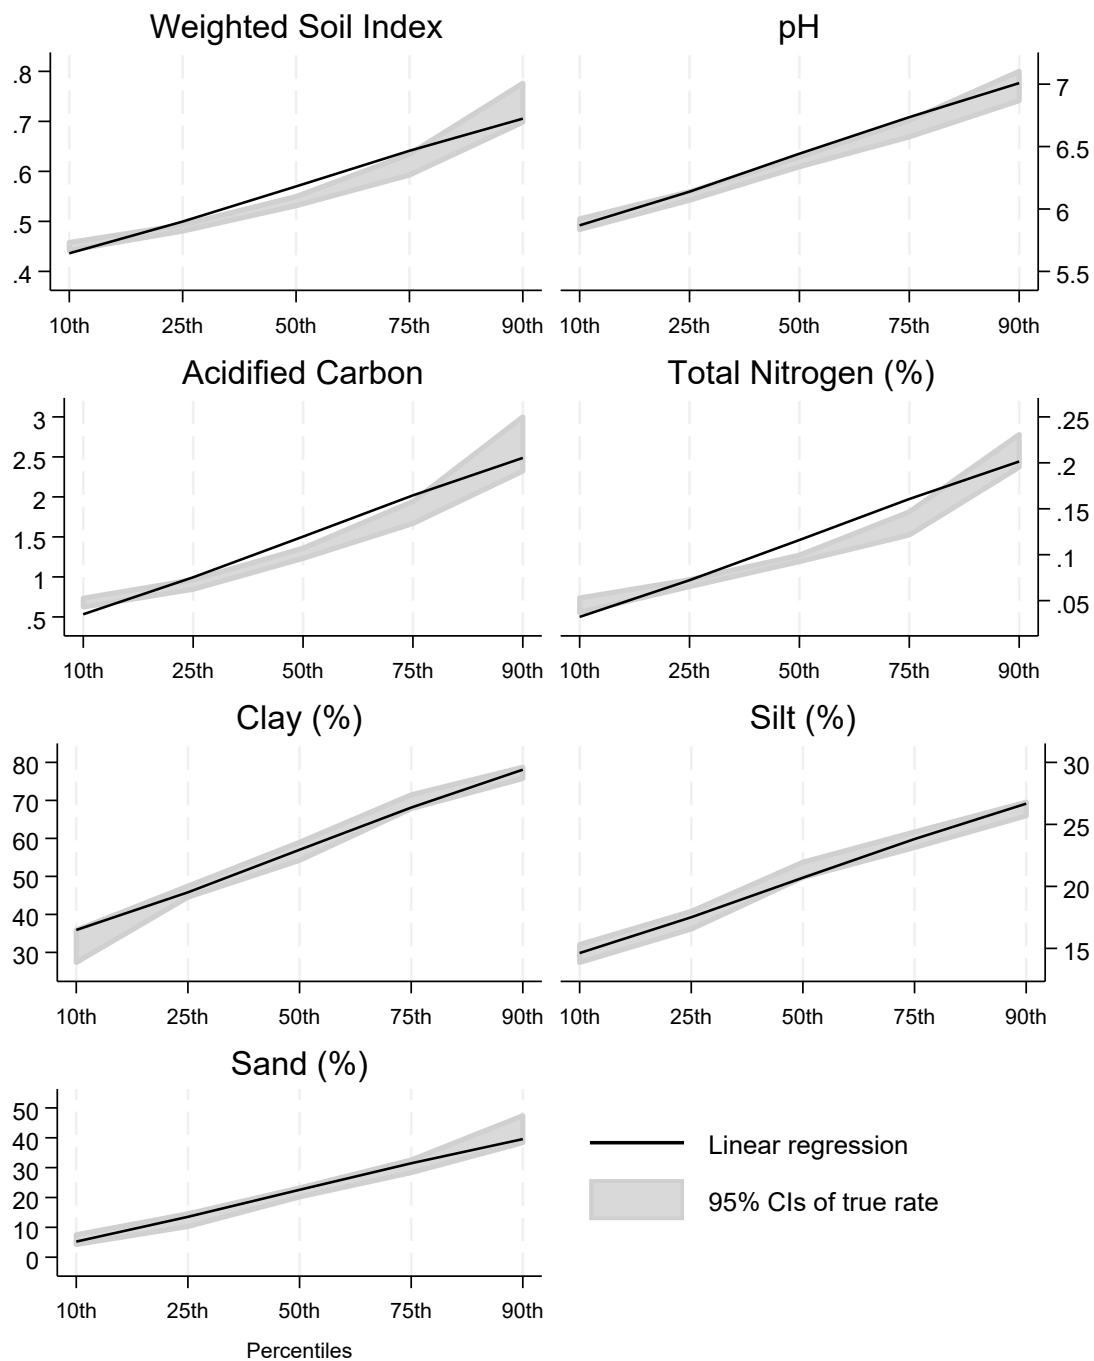 Weighted Soil Index
.8
.7
.6
.5
.4
10th 25th 50th 75th 90th
pH
7
6.5
6
5.5
10th 25th 50th 75th 90th
Acidified Carbon
3
2.5
2
1.5
1
.5
10th 25th 50th 75th 90th
Total Nitrogen (%)
.25
.2
.15
.1
.05
10th 25th 50th 75th 90th
Clay (%)
80
70
60
50
40
30
10th 25th 50th 75th 90th
Silt (%)
30
25
20
15
10th 25th 50th 75th 90th
Sand (%)
50
40
30
20
10
0
10th 25th 50th 75th 90th
Percentiles
Linear regression
95% CIs of true rate